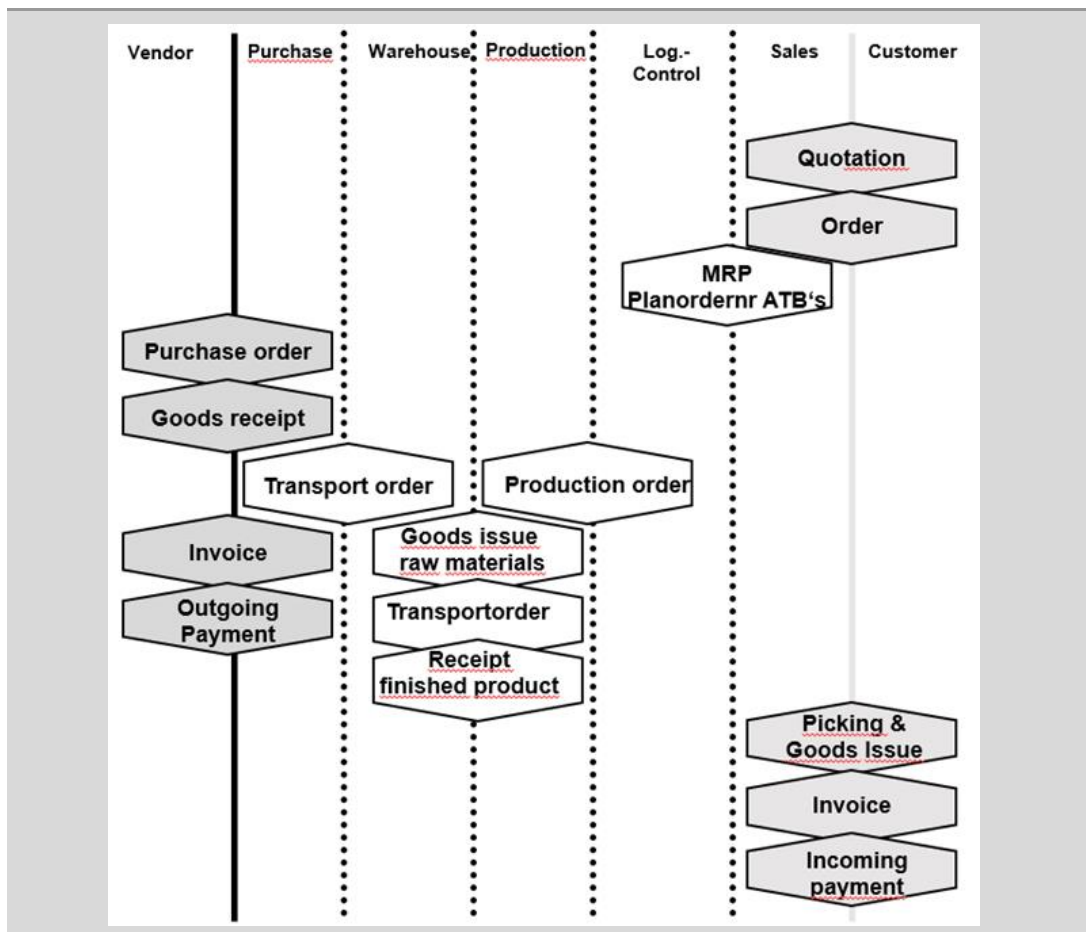 Vendor
Purchase
Warehouse
Production
Log.-
Control
Sales
Customer
Quotation
Order
MRP
Planordernr ATB‘s
Purchase order
Goods receipt
Transport order
Production order
Invoice
Goods issue
raw materials
Outgoing
Payment
Transportorder
Receipt
finished product
Picking &
Goods Issue
Invoice
Incoming
payment